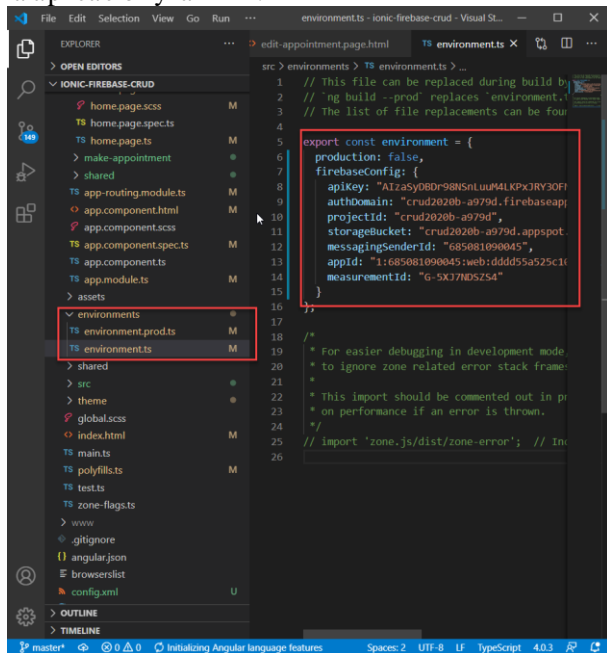 File Edit Selection View Go Run ··· environment.ts - ionic-firebase-crud - Visual St...
EXPLORER ···
> OPEN EDITORS
IONIC-FIREBASE-CRUD
home.page.scss M
TS home.page.spec.ts
TS home.page.ts M
> make-appointment
> shared
TS app-routing.module.ts M
<> app.component.html M
app.component.scss
TS app.component.spec.ts M
TS app.component.ts
TS app.module.ts M
> assets
environments
TS environment.prod.ts M
TS environment.ts M
> shared
> src
> theme
global.scss
<> index.html M
TS main.ts
TS polyfills.ts M
TS test.ts
TS zone-flags.ts
> www
.gitignore
{} angular.json
browserslist
config.xml U
> OUTLINE
> TIMELINE
149
edit-appointment.page.html TS environment.ts ×
src > environments > TS environment.ts > ...
1 // This file can be replaced during build by
2 // `ng build --prod` replaces `environment.
3 // The list of file replacements can be four
4
5 export const environment = {
6 production: false,
7 firebaseConfig: {
8 apiKey:
9 authDomain: "crud2020b-a979d.firebaseapp
10 projectId: "crud2020b-a979d",
11 storageBucket: "crud2020b-a979d.appspot.
12 messagingSenderId: "685081090045",
13 appId: "1:685081090045:web:dddd55a525c10
14 measurementId: "G-5XJ7NDSZS4"
15 }
16 };
17
18 /*
19 * For easier debugging in development mode,
20 * to ignore zone related error stack frames
21 *
22 * This import should be commented out in pr
23 * on performance if an error is thrown.
24 */
25 // import 'zone.js/dist/zone-error'; // Inc
26
master* 0 0 Initializing Angular language features Spaces: 2 UTF-8 LF TypeScript 4.0.3